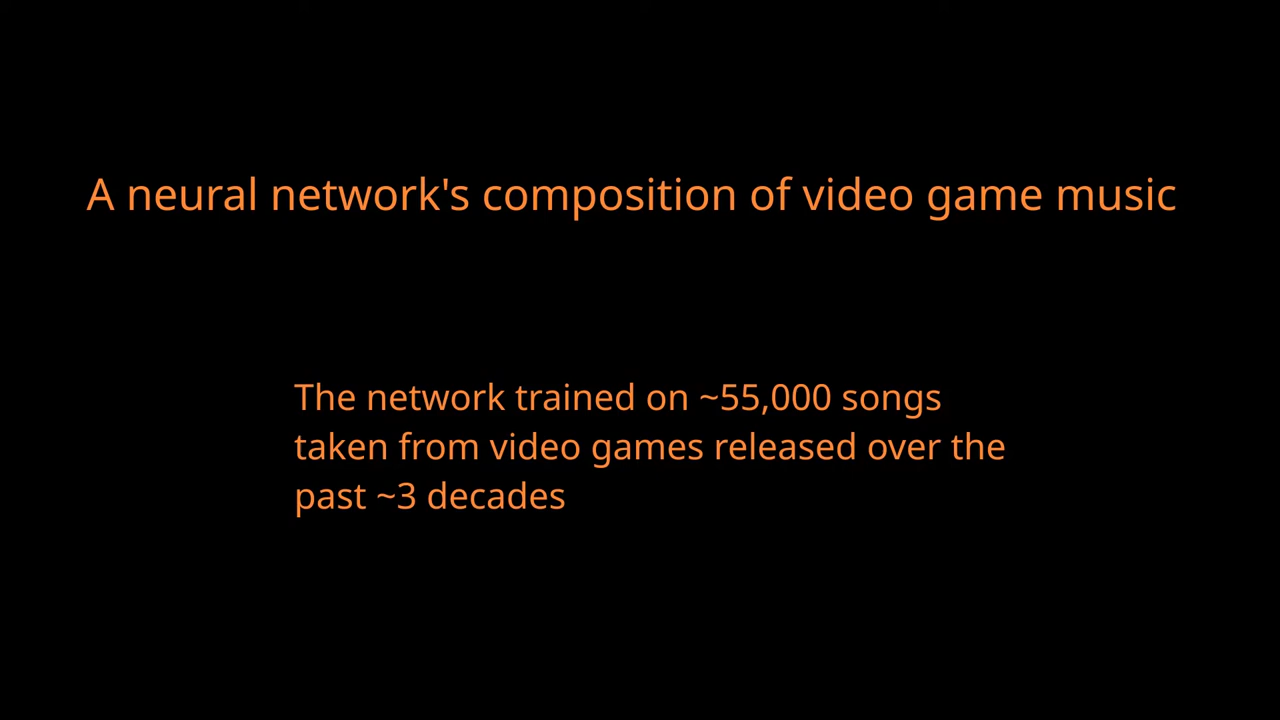 A neural network's composition of video game music
The network trained on ~55,000 songs
taken from video games released over the
past ~3 decades